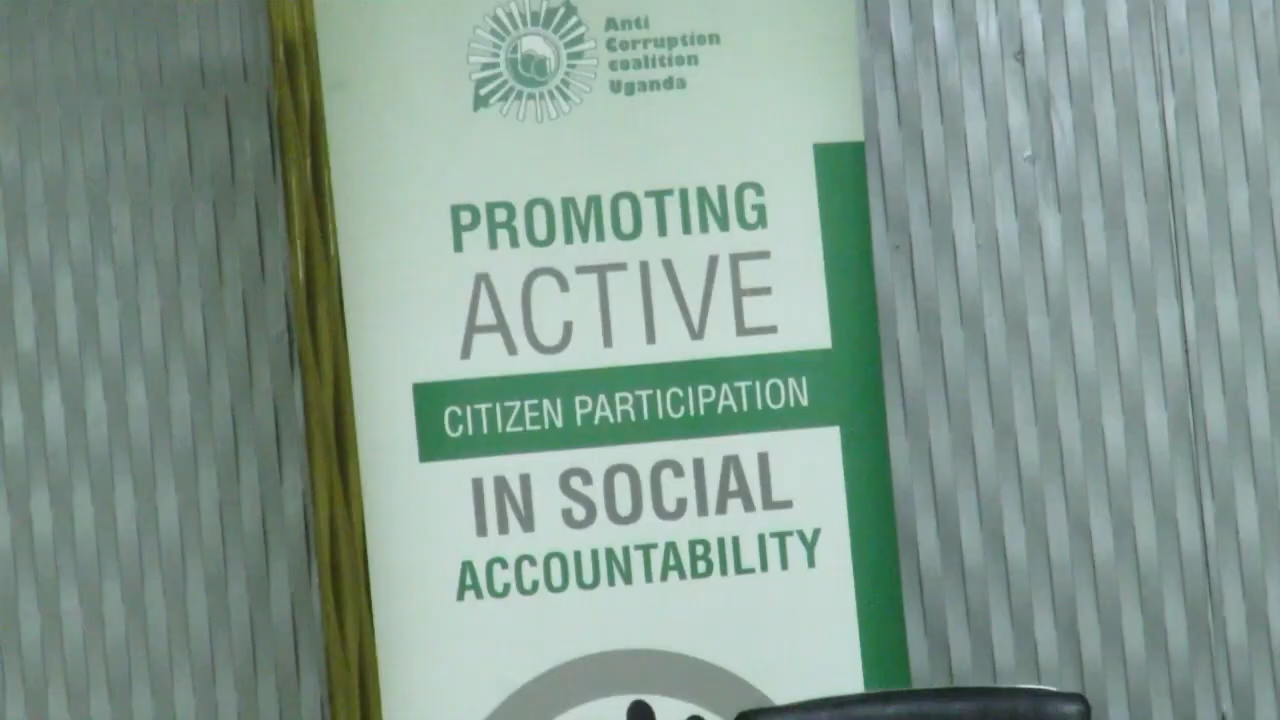 Anti
Corruption
coalition
Uganda
PROMOTING
ACTIVE
CITIZEN PARTICIPATION
IN SOCIAL
ACCOUNTABILITY